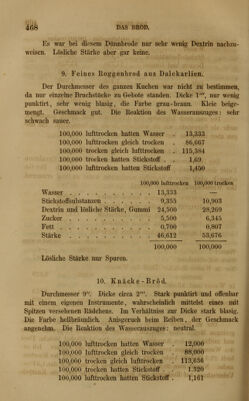 468 DAS BROD.
Es war bei diesem Dünnbrode nur sehr wenig Dextrin nachzu-
weisen. Lösliche Stärke aber gar keine.
9. Feines Roggenbrod aus Dalekarlien.
Der Durchmesser des ganzen Kuchen war nicht zu bestimmen,
da nur einzelne Bruchstücke zu Gebote standen. Dicke 1''', nur wenig
punktirt, sehr wenig blasig, die Farbe grau-braun. Kleie beige-
mengt. Geschmack gut. Die Reaktion des Wasserauszuges: sehr
schwach sauer.
100,000 lufttrocken hatten Wasser . 13,333
100,000 lufttrocken gleich trocken . 86,667
100,000 trocken gleich lufttrocken . 115,384
100,000 trocken hatten Stickstoff . . 1,69
100,000 lufttrocken hatten Stickstoff . 1,450
100,000 lufttrocken 100,000 trocken
Wasser . . . . . . . . . . 13,333 —
Stickstoffsubstanzen . . . . . 9,355 10,903
Dextrin und lösliche Stärke, Gummi 24,500 28,269
Zucker . . . . . . . . . . 5,500 6,345
Fett . . . . . . . . . . . 0,700 0,807
Stärke . . . . . . . . . . 46,612 53,676
100,000 100,000
Lösliche Stärke nur Spuren.
10. Knäcke-Bröd.
Durchmesser 9''. Dicke circa 2'''. Stark punktirt und offenbar
mit einem eigenen Instrumente, wahrscheinlich mittelst eines mit
Spitzen versehenen Rädchens. Im Verhältniss zur Dicke stark blasig.
Die Farbe hellbräunlich. Anisgeruch beim Reiben, der Geschmack
angenehm. Die Reaktion des Wasserauszuges: neutral.
100,000 lufttrocken hatten Wasser . 12,000
100,000 lufttrocken gleich trocken . 88,000
100,000 trocken gleich lufttrocken . 113,636
100,000 trocken hatten Stickstoff . . 1.320
100,000 lufttrocken hatten Stickstoff . 1,161